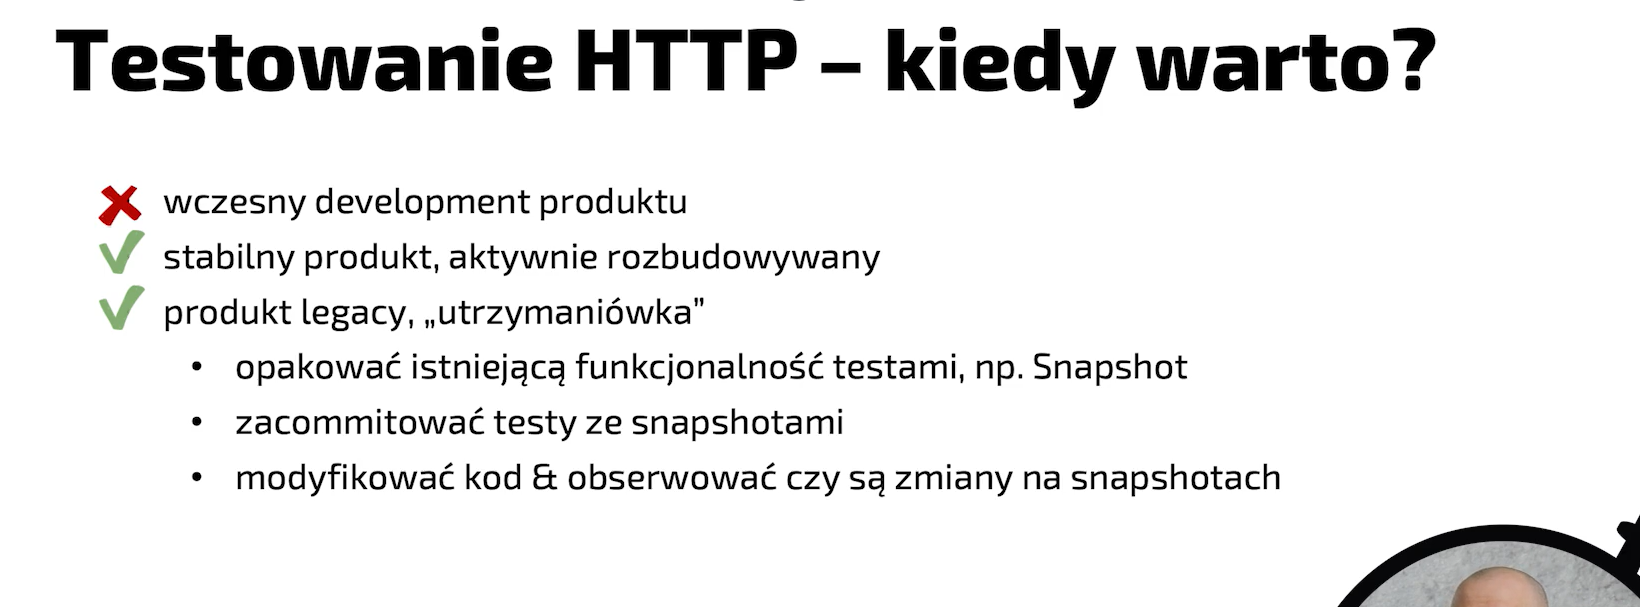 Testowanie HTTP – kiedy warto?
wczesny development produktu
stabilny produkt, aktywnie rozbudowywany
produkt legacy, „utrzymaniówka”
• opakować istniejącą funkcjonalność testami, np. Snapshot
• zacommitować testy ze snapshotami
• modyfikować kod & obserwować czy są zmiany na snapshotach